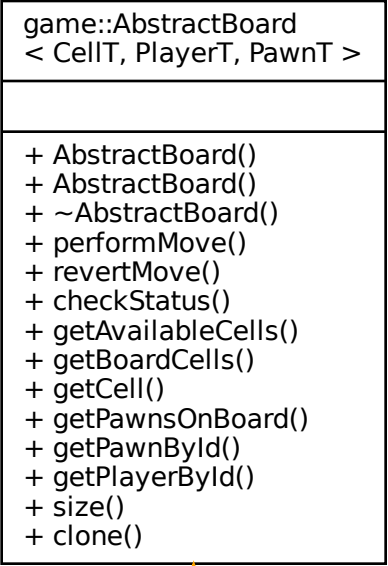 game::AbstractBoard
< CellT, PlayerT, PawnT >
+ AbstractBoard()
+ AbstractBoard()
+ ~AbstractBoard()
+ performMove()
+ revertMove()
+ checkStatus()
+ getAvailableCells()
+ getBoardCells()
+ getCell()
+ getPawnsOnBoard()
+ getPawnById()
+ getPlayerById()
+ size()
+ clone()